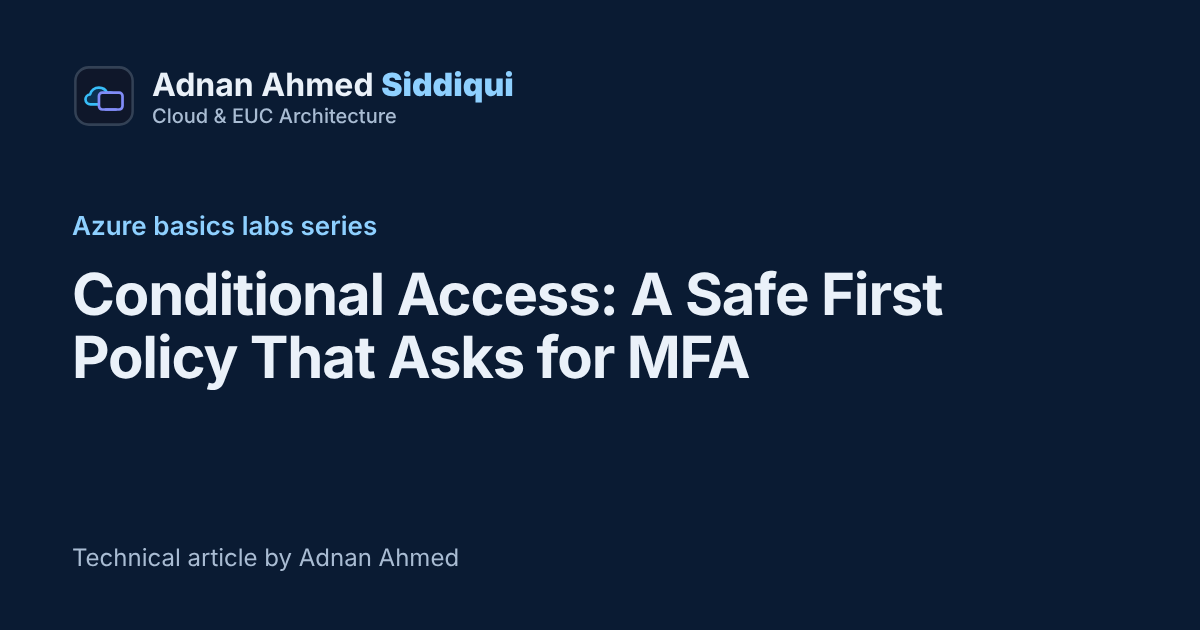 Adnan Ahmed Siddiqui
Cloud & EUC Architecture
Azure basics labs series
Conditional Access: A Safe First
Policy That Asks for MFA
Technical article by Adnan Ahmed